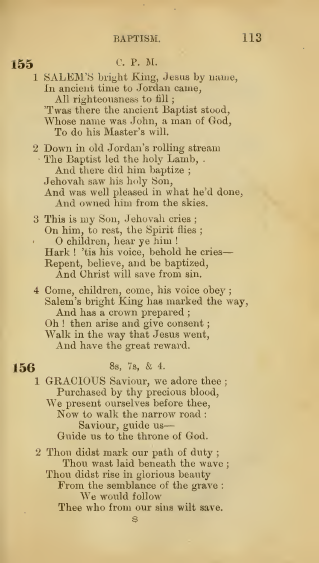 BAPTISM. 113
155 C. P. M.
1 SALEM'S bright King, Jesus by name,
In ancient time to Jordan came,
All righteousness to fill ;
'Twas there the ancient Baptist stood,
Whose name was John, a man of God,
To do his Master's will.
2 Down in old Jordan's rolling stream
The Baptist led the holy Lamb,
And there did him baptize ;
Jehovah saw his holy Son,
And was well pleased in what he'd done,
And owned him from the skies.
3 This is my Son, Jehovah cries ;
On him, to rest, the Spirit flies ;
O children, hear ye him !
Hark ! 'tis his voice, behold he cries—
Repent, believe, and be baptized,
And Christ will save from sin.
4 Come, children, come, his voice obey ;
Salem's bright King has marked the way,
And has a crown prepared ;
Oh ! then arise and give consent ;
Walk in the way that Jesus went,
And have the great reward.
156 8s, 7s, & 4.
1 GRACIOUS Saviour, we adore thee ;
Purchased by thy precious blood,
We present ourselves before thee,
Now to walk the narrow road :
Saviour, guide us—
Guide us to the throne of God.
2 Thou didst mark our path of duty ;
Thou wast laid beneath the wave ;
Thou didst rise in glorious beauty
From the semblance of the grave :
We would follow
Thee who from our sins wilt save.
8